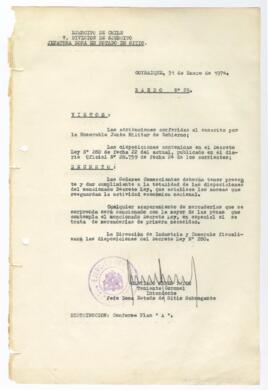 EJERCITO DE CHILE
V. DIVISION DE EJERCITO
JEFATURA ZONA EN ESTADO DE SITIO
COYHAIQUE, 31 de Enero de 1974.
BANDO Nº
VISTOS:
Las atribuciones conferidas al suscrito por
la Honorable Junta Militar de Gobierno;
Las disposiciones contenidas en el Decreto
Ley Nº 280 de fecha 22 del actual, publicado en el dia-
rio Oficial Nº 28.759 de fecha 24 de los corrientes;
DECRETO:
Los Señores Comerciantes deberán tener presen-
te y dar cumplimiento a la totalidad de las disposiciones
del mencionado Decreto Ley, que establece las normas que
resguardan la actividad económica nacional.
Cualquier acaparamiento de mercaderías que se
sorprenda será sancionado con la mayor de las penas que
contempla el mencionado Decreto Ley, en especial si se
trata de mercaderías de primera necesidad.
La Dirección de Industria y Comercio fiscali-
zará las disposiciones del Decreto Ley Nº 280.
Teniente Coronel
Intendente
Jefe Zona Estado de Sitio Subrogante
DISTRIBUCION: Conforme Plan "A".